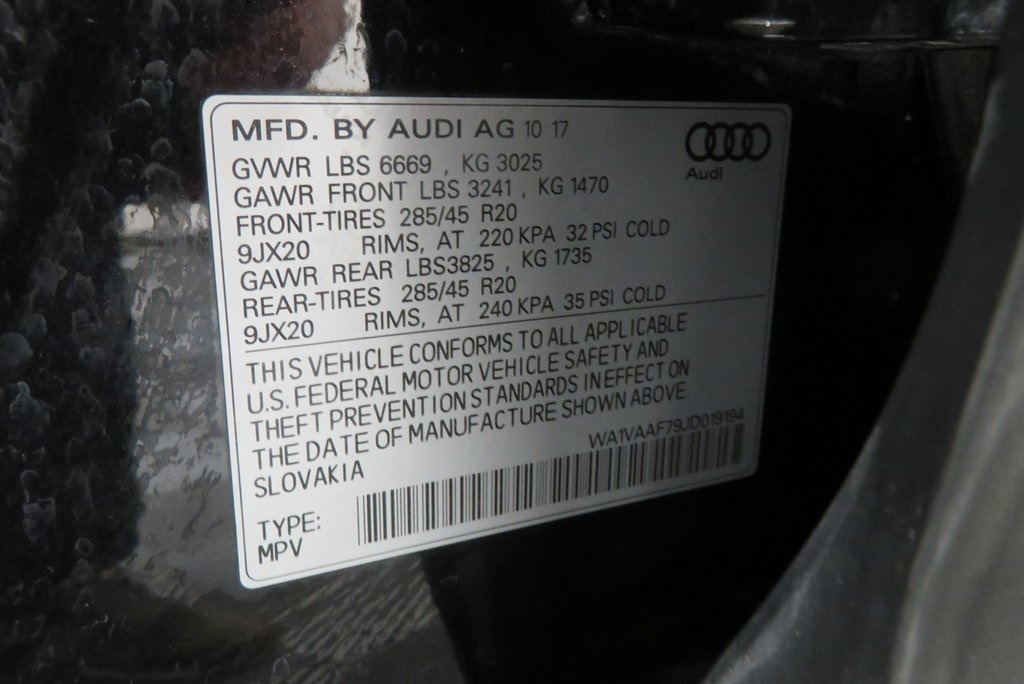 MFD. BY AUDI AG 10 17
Audi
GVWR LBS 6669 , KG 3025
GAWR FRONT LBS 3241 , KG 1470
FRONT-TIRES 285/45 R20
9JX20 RIMS, AT 220 KPA 32 PSI COLD
GAWR REAR LBS3825 , KG 1735
REAR-TIRES 285/45 R20
9JX20 RIMS, AT 240 KPA 35 PSI COLD
THIS VEHICLE CONFORMS TO ALL APPLICABLE
U.S. FEDERAL MOTOR VEHICLE SAFETY AND
THEFT PREVENTION STANDARDS IN EFFECT ON
THE DATE OF MANUFACTURE SHOWN ABOVE.
SLOVAKIA
WA1VAAF79JD019194
TYPE:
MPV